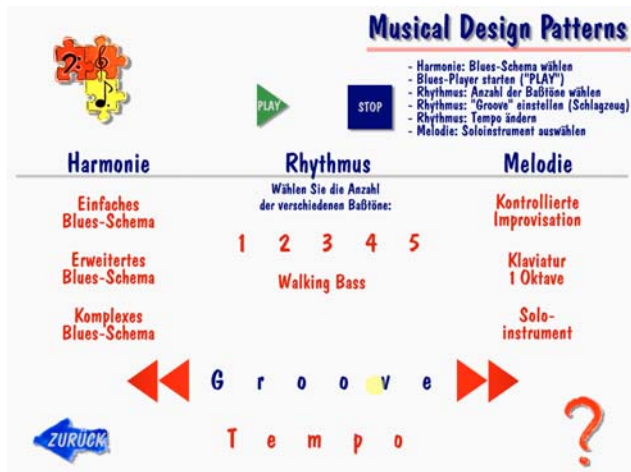 Musical Design Patterns
- Harmonie: Blues-Schema wählen
- Blues-Player starten ("PLAY")
- Rhythmus: Anzahl der Baßtöne wählen
- Rhythmus: "Groove" einstellen (Schlagzeug)
- Rhythmus: Tempo ändern
- Melodie: Soloinstrument auswählen
PLAY
STOP
Harmonie
Rhythmus
Melodie
Einfaches
Blues-Schema
Erweitertes
Blues-Schema
Komplexes
Blues-Schema
Wählen Sie die Anzahl
der verschiedenen Baßtöne:
1 2 3 4 5
Walking Bass
Kontrollierte
Improvisation
Klaviatur
1 Oktave
Solo-
instrument
G r o o v e
T e m p o
ZURÜCK
?